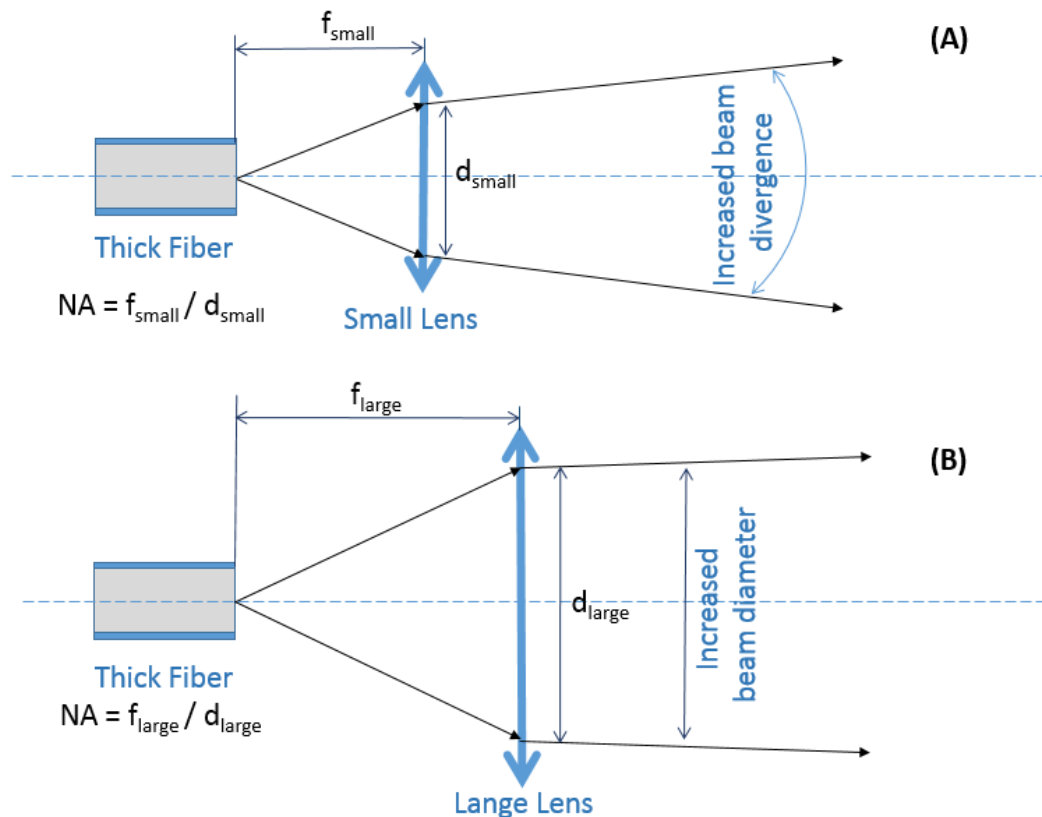 f_small
(A)
d_small
Increased beam
divergence
Thick Fiber
NA = f_small / d_small
Small Lens
f_large
(B)
d_large
Increased
beam diameter
Thick Fiber
NA = f_large / d_large
Lange Lens